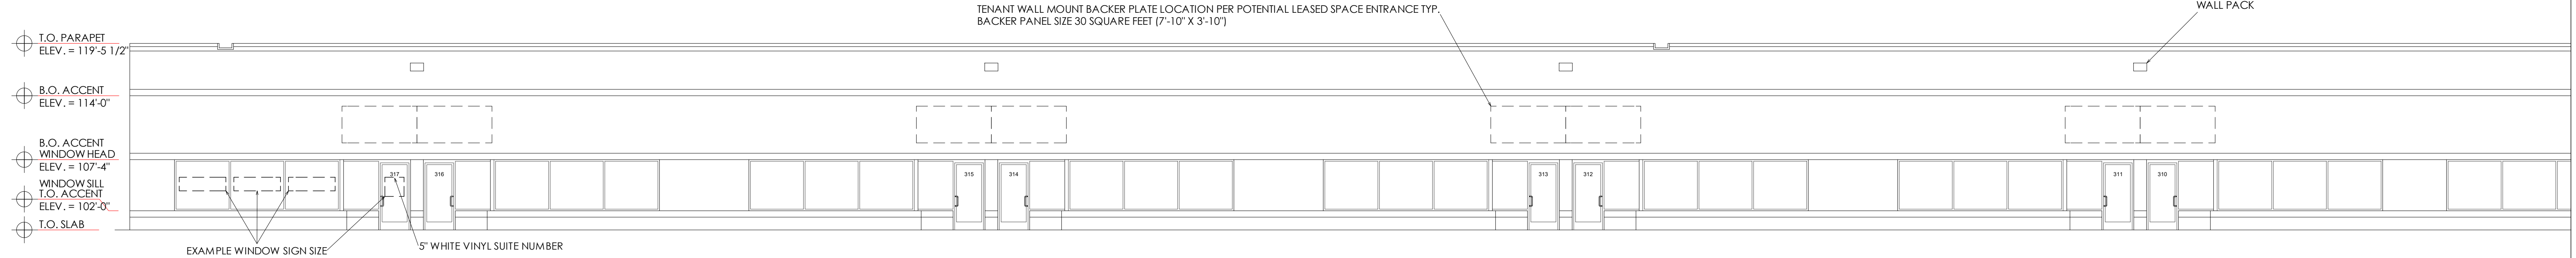 TENANT WALL MOUNT BACKER PLATE LOCATION PER POTENTIAL LEASED SPACE ENTRANCE TYP.
BACKER PANEL SIZE 30 SQUARE FEET (7'-10" X 3'-10")
WALL PACK
T.O. PARAPET
ELEV. = 119'-5 1/2"
B.O. ACCENT
ELEV. = 114'-0"
B.O. ACCENT
WINDOW HEAD
ELEV. = 107'-4"
WINDOW SILL
T.O. ACCENT
ELEV. = 102'-0"
T.O. SLAB
317
316
315
314
313
312
311
310
EXAMPLE WINDOW SIGN SIZE
5" WHITE VINYL SUITE NUMBER